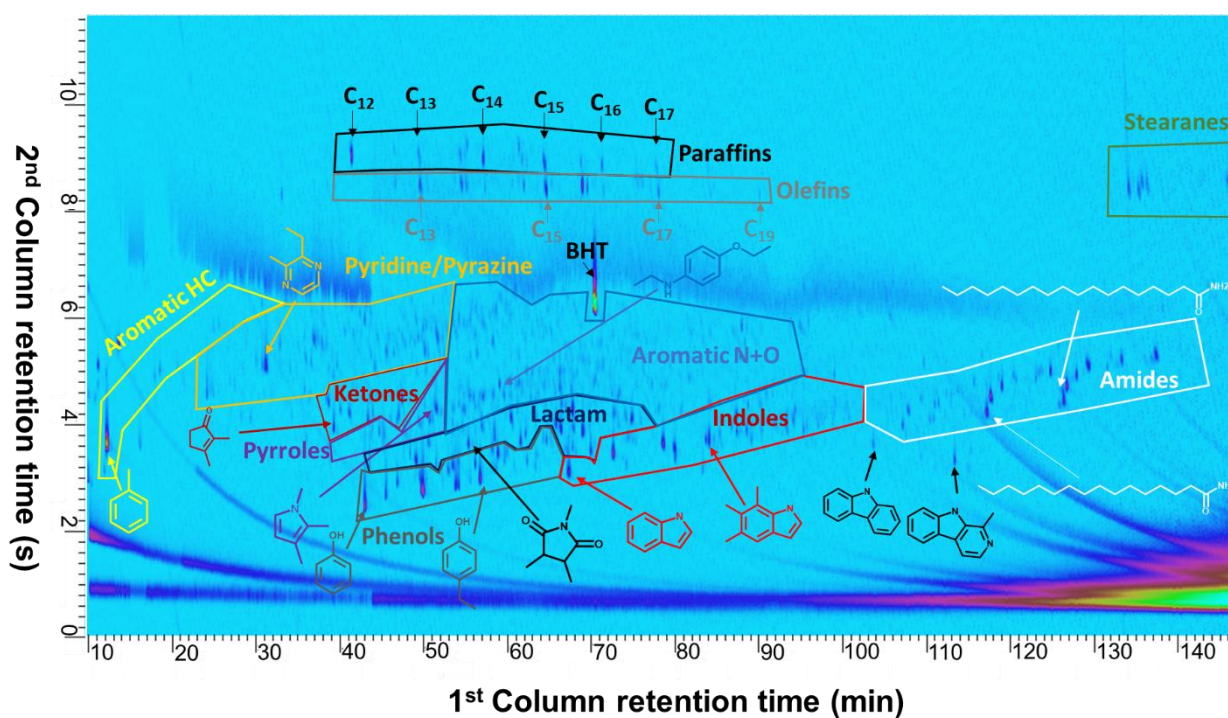 C12 C13 C14 C15 C16 C17
Paraffins
Stearanes
Olefins
C13 C15 C17 C19
BHT
Pyridine/Pyrazine
Aromatic HC
N
N
O
N
H
Aromatic N+O
NH2
O
Amides
Ketones
O
Lactam
Indoles
Pyrroles
N
Phenols
OH
OH
N
O
O
N
N
N
N
N
N
O
2nd Column retention time (s)
0 2 4 6 8 10
10 20 30 40 50 60 70 80 90 100 110 120 130 140
1st Column retention time (min)